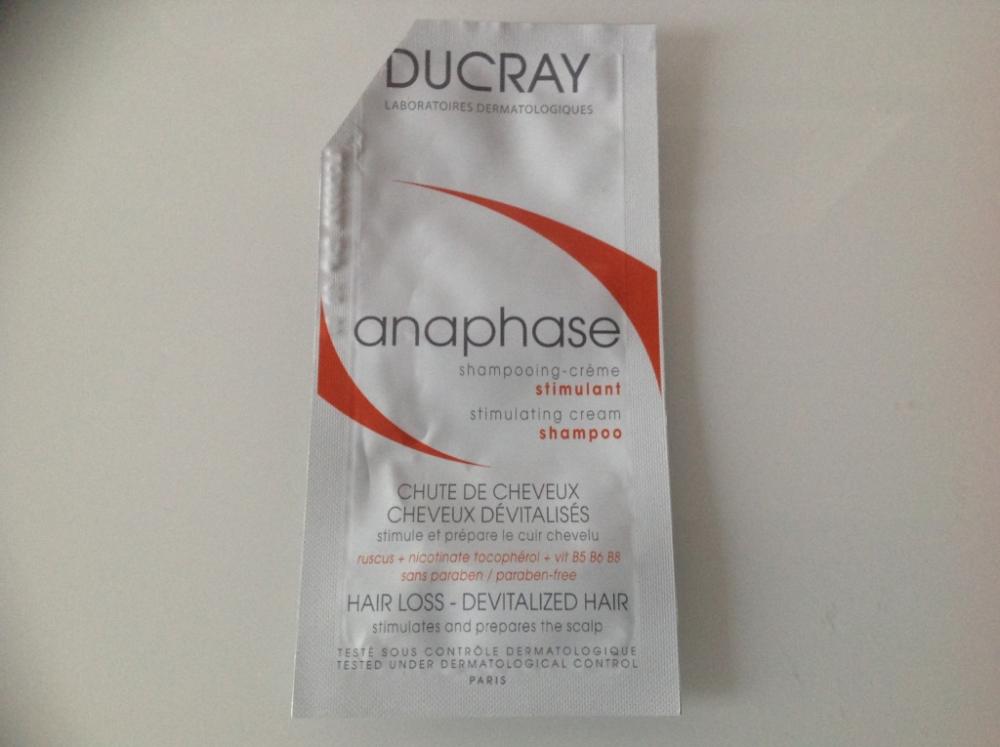 DUCRAY
LABORATOIRES DERMATOLOGIQUES
anaphase
shampooing-crème
stimulant
stimulating cream
shampoo
CHUTE DE CHEVEUX
CHEVEUX DÉVITALISÉS
stimule et prépare le cuir chevelu
ruscus + nicotinate tocophérol + vit B5 B6 B8
sans paraben / paraben-free
HAIR LOSS - DEVITALIZED HAIR
stimulates and prepares the scalp
TESTÉ SOUS CONTRÔLE DERMATOLOGIQUE
TESTED UNDER DERMATOLOGICAL CONTROL
PARIS